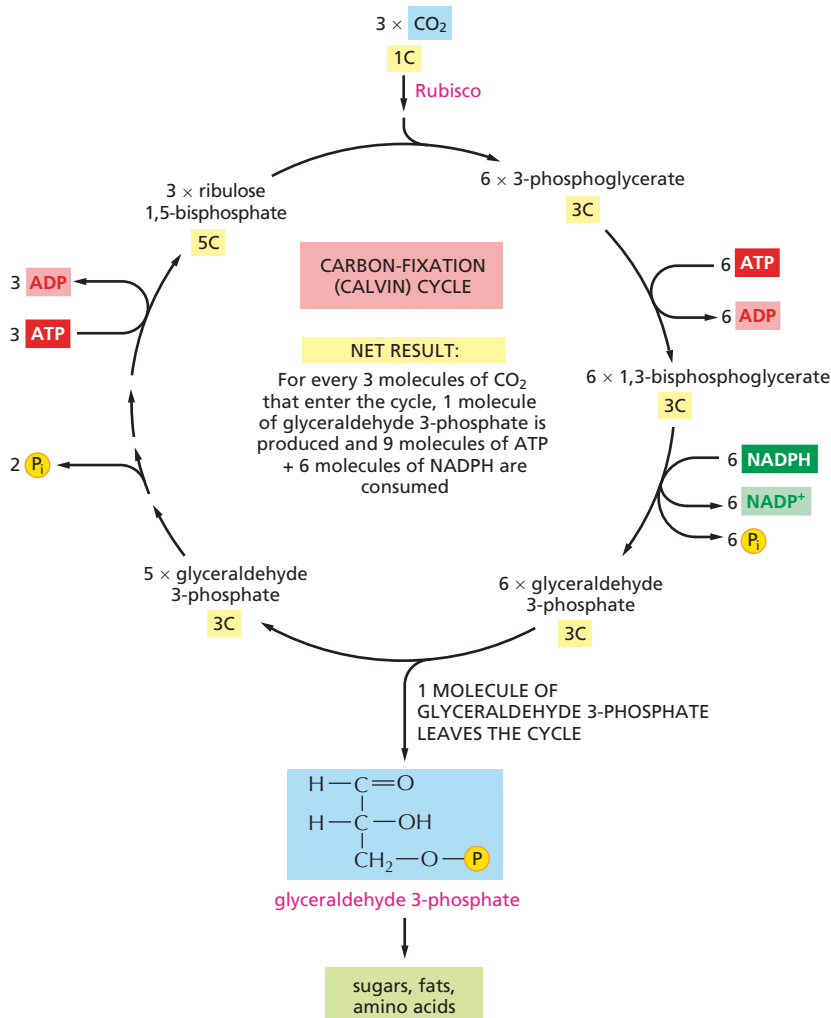 3 × CO₂
1C
Rubisco
3 × ribulose
1,5-bisphosphate
5C
6 × 3-phosphoglycerate
3C
CARBON-FIXATION
(CALVIN) CYCLE
6 ATP
6 ADP
3 ADP
3 ATP
NET RESULT:
For every 3 molecules of CO₂
that enter the cycle, 1 molecule
of glyceraldehyde 3-phosphate is
produced and 9 molecules of ATP
+ 6 molecules of NADPH are
consumed
6 × 1,3-bisphosphoglycerate
3C
6 NADPH
6 NADP⁺
6 Pᵢ
2 Pᵢ
5 × glyceraldehyde
3-phosphate
3C
6 × glyceraldehyde
3-phosphate
3C
1 MOLECULE OF
GLYCERALDEHYDE 3-PHOSPHATE
LEAVES THE CYCLE
H—C=O
H—C—OH
CH₂—O—P
glyceraldehyde 3-phosphate
sugars, fats,
amino acids